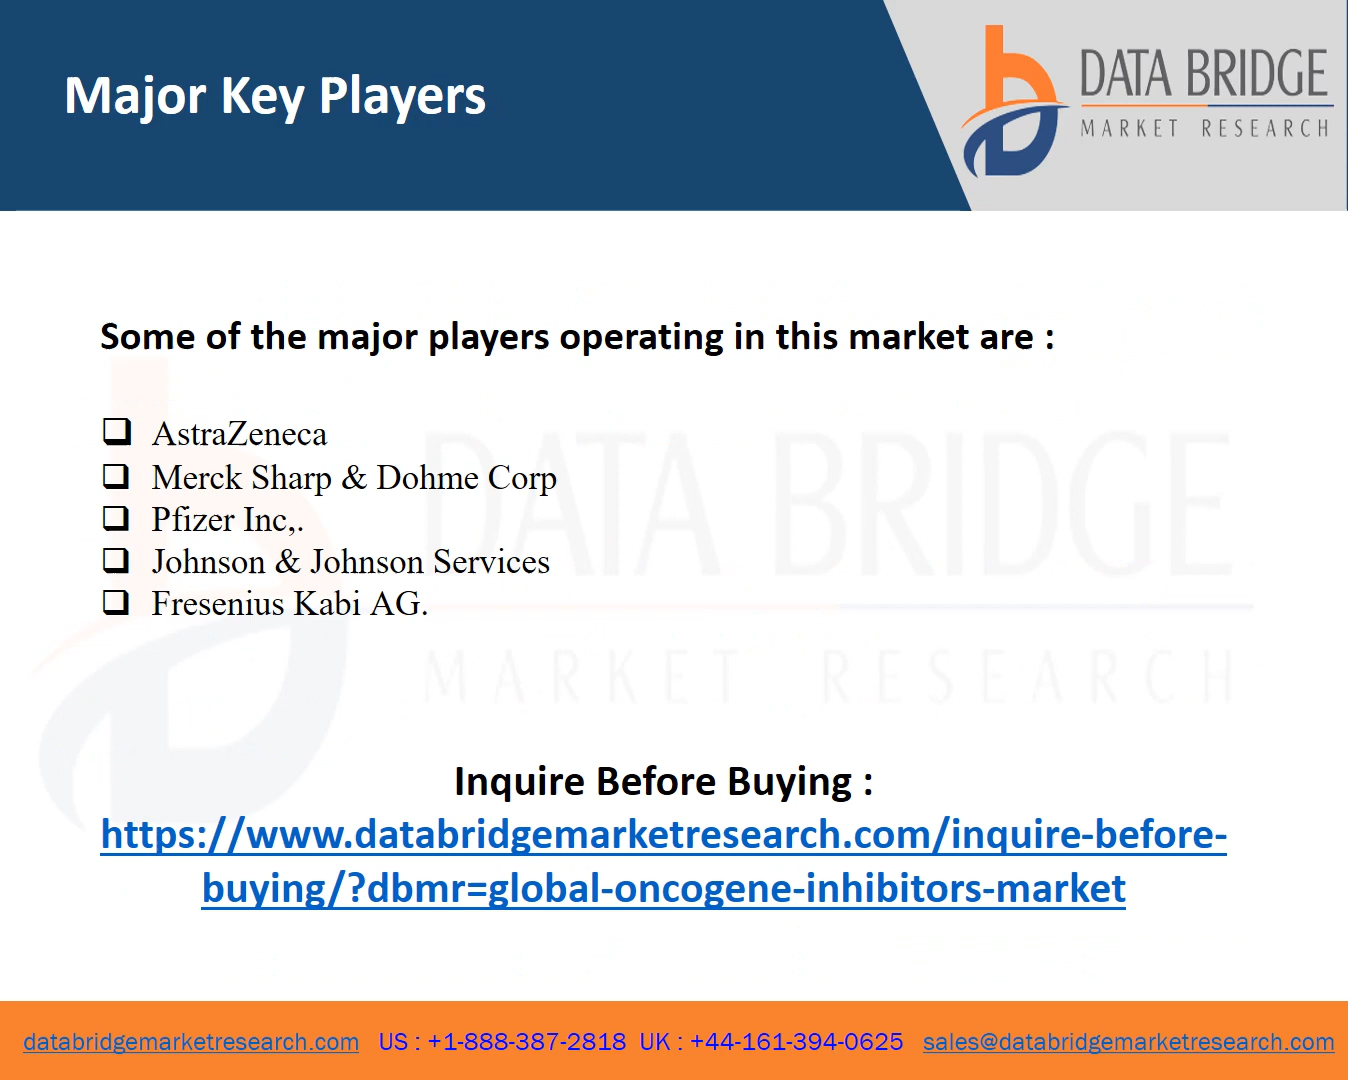 Major Key Players
DATA BRIDGE
MARKET RESEARCH
Some of the major players operating in this market are :
AstraZeneca
Merck Sharp & Dohme Corp
Pfizer Inc,.
Johnson & Johnson Services
Fresenius Kabi AG.
DATA BRIDGE
MARKET RESEARCH
Inquire Before Buying :
https://www.databridgemarketresearch.com/inquire-before-
buying/?dbmr=global-oncogene-inhibitors-market
databridgemarketresearch.com US : +1-888-387-2818 UK : +44-161-394-0625 sales@databridgemarketresearch.com